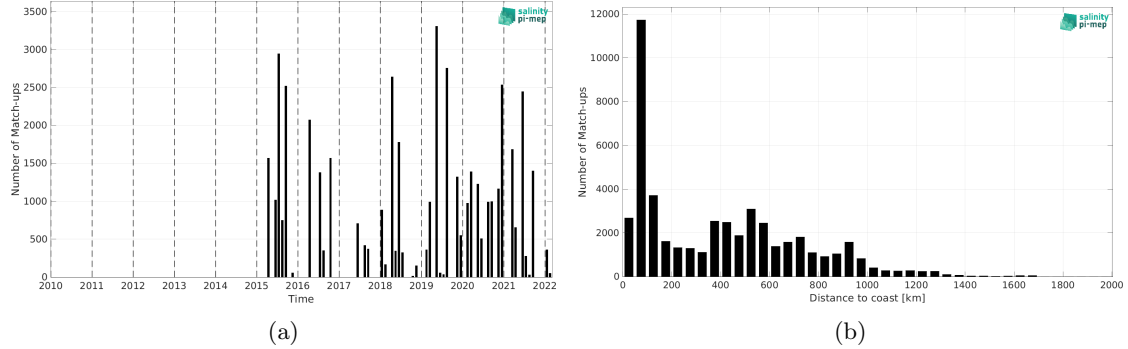 salinity
pi-mep
3500
3000
2500
2000
1500
1000
500
0
Number of Match-ups
2010 2011 2012 2013 2014 2015 2016 2017 2018 2019 2020 2021 2022
Time
(a)
salinity
pi-mep
12000
10000
8000
6000
4000
2000
0
Number of Match-ups
0 200 400 600 800 1000 1200 1400 1600 1800 2000
Distance to coast [km]
(b)